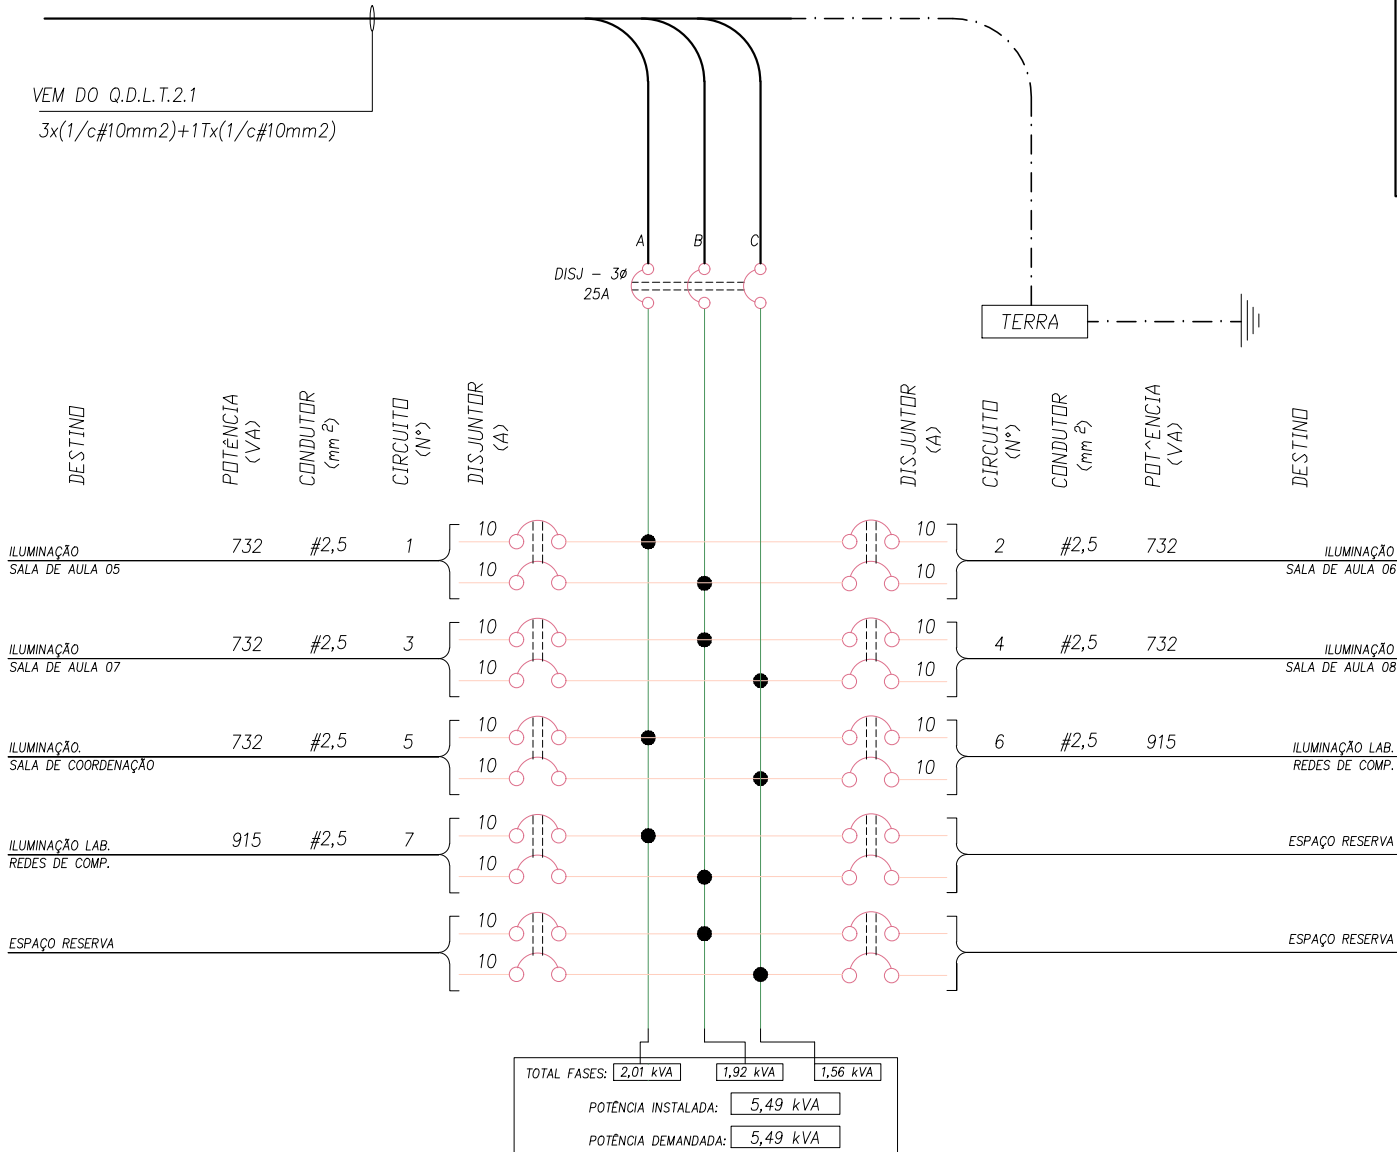 VEM DO Q.D.L.T.2.1
3x(1/c#10mm2)+1Tx(1/c#10mm2)
A B C
DISJ - 3ø
25A
TERRA
DESTINO
POTÊNCIA
(VA)
CONDUTOR
(mm2)
CIRCUITO
(Nº)
DISJUNTOR
(A)
DISJUNTOR
(A)
CIRCUITO
(Nº)
CONDUTOR
(mm2)
POT^ENCIA
(VA)
DESTINO
ILUMINAÇÃO 732 #2,5 1 10
SALA DE AULA 05 10
10 2 #2,5 732 ILUMINAÇÃO
10 SALA DE AULA 06
ILUMINAÇÃO 732 #2,5 3 10
SALA DE AULA 07 10
10 4 #2,5 732 ILUMINAÇÃO
10 SALA DE AULA 08
ILUMINAÇÃO. 732 #2,5 5 10
SALA DE COORDENAÇÃO 10
10 6 #2,5 915 ILUMINAÇÃO LAB.
10 REDES DE COMP.
ILUMINAÇÃO LAB. 915 #2,5 7 10
REDES DE COMP. 10
ESPAÇO RESERVA
ESPAÇO RESERVA 10
10
ESPAÇO RESERVA
TOTAL FASES: 2,01 kVA 1,92 kVA 1,56 kVA
POTÊNCIA INSTALADA: 5,49 kVA
POTÊNCIA DEMANDADA: 5,49 kVA